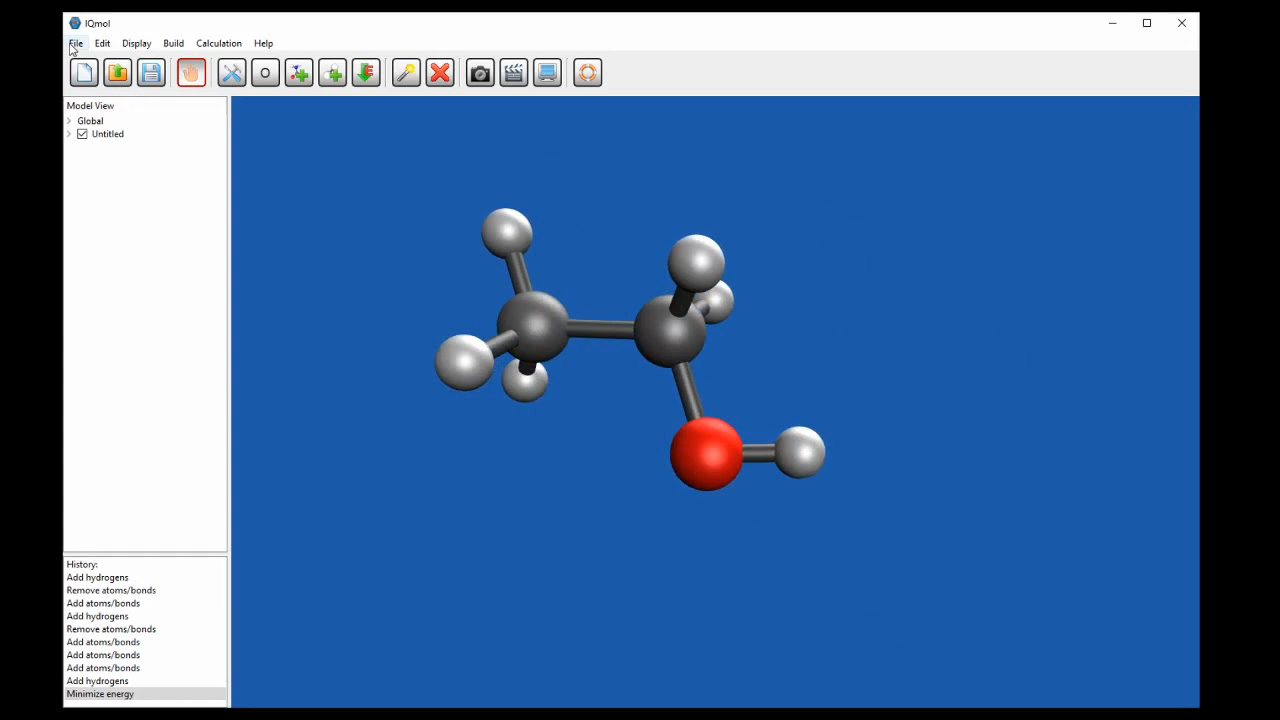 IQmol
File Edit Display Build Calculation Help
Model View
Global
Untitled
History:
Add hydrogens
Remove atoms/bonds
Add atoms/bonds
Add hydrogens
Remove atoms/bonds
Add atoms/bonds
Add atoms/bonds
Add atoms/bonds
Add hydrogens
Minimize energy